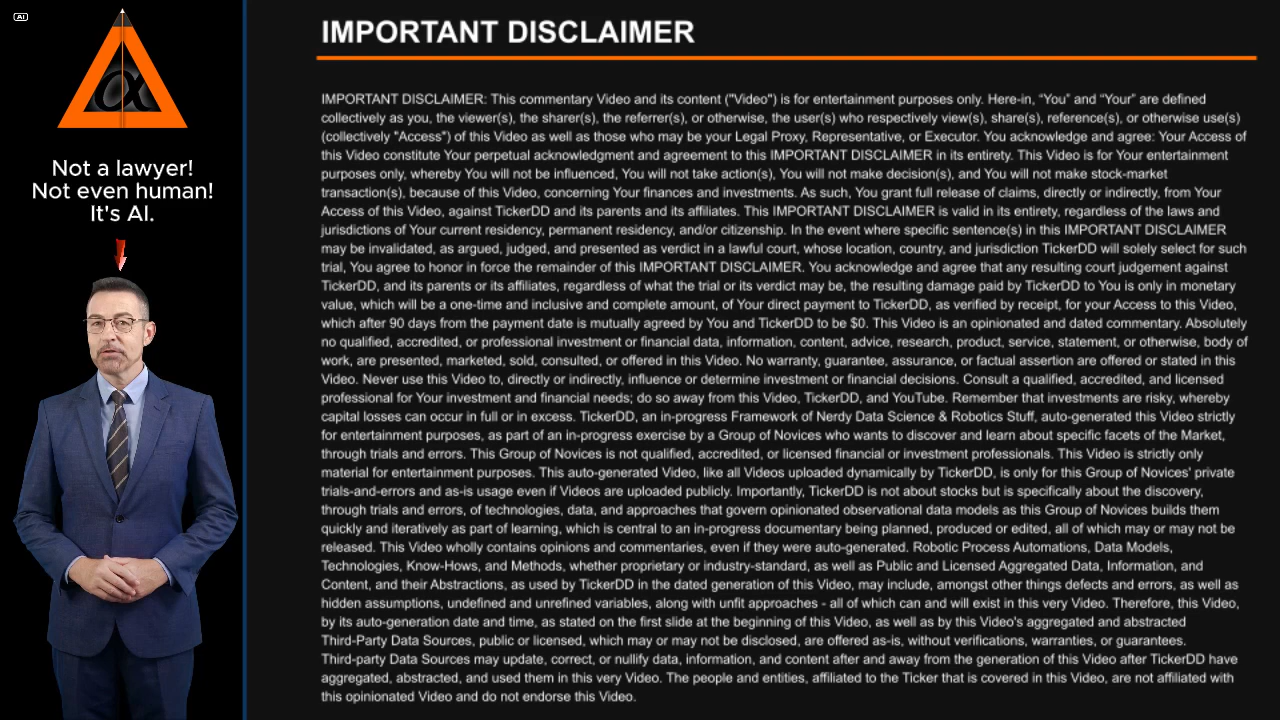 AI
Not a lawyer!
Not even human!
It's AI.
IMPORTANT DISCLAIMER
IMPORTANT DISCLAIMER: This commentary Video and its content ("Video") is for entertainment purposes only. Here-in, “You” and “Your” are defined
collectively as you, the viewer(s), the sharer(s), the referrer(s), or otherwise, the user(s) who respectively view(s), share(s), reference(s), or otherwise use(s)
(collectively "Access") of this Video as well as those who may be your Legal Proxy, Representative, or Executor. You acknowledge and agree: Your Access of
this Video constitute Your perpetual acknowledgment and agreement to this IMPORTANT DISCLAIMER in its entirety. This Video is for Your entertainment
purposes only, whereby You will not be influenced, You will not take action(s), You will not make decision(s), and You will not make stock-market
transaction(s), because of this Video, concerning Your finances and investments. As such, You grant full release of claims, directly or indirectly, from Your
Access of this Video, against TickerDD and its parents and its affiliates. This IMPORTANT DISCLAIMER is valid in its entirety, regardless of the laws and
jurisdictions of Your current residency, permanent residency, and/or citizenship. In the event where specific sentence(s) in this IMPORTANT DISCLAIMER
may be invalidated, as argued, judged, and presented as verdict in a lawful court, whose location, country, and jurisdiction TickerDD will solely select for such
trial, You agree to honor in force the remainder of this IMPORTANT DISCLAIMER. You acknowledge and agree that any resulting court judgement against
TickerDD, and its parents or its affiliates, regardless of what the trial or its verdict may be, the resulting damage paid by TickerDD to You is only in monetary
value, which will be a one-time and inclusive and complete amount, of Your direct payment to TickerDD, as verified by receipt, for your Access to this Video,
which after 90 days from the payment date is mutually agreed by You and TickerDD to be $0. This Video is an opinionated and dated commentary. Absolutely
no qualified, accredited, or professional investment or financial data, information, content, advice, research, product, service, statement, or otherwise, body of
work, are presented, marketed, sold, consulted, or offered in this Video. No warranty, guarantee, assurance, or factual assertion are offered or stated in this
Video. Never use this Video to, directly or indirectly, influence or determine investment or financial decisions. Consult a qualified, accredited, and licensed
professional for Your investment and financial needs; do so away from this Video, TickerDD, and YouTube. Remember that investments are risky, whereby
capital losses can occur in full or in excess. TickerDD, an in-progress Framework of Nerdy Data Science & Robotics Stuff, auto-generated this Video strictly
for entertainment purposes, as part of an in-progress exercise by a Group of Novices who wants to discover and learn about specific facets of the Market,
through trials and errors. This Group of Novices is not qualified, accredited, or licensed financial or investment professionals. This Video is strictly only
material for entertainment purposes. This auto-generated Video, like all Videos uploaded dynamically by TickerDD, is only for this Group of Novices' private
trials-and-errors and as-is usage even if Videos are uploaded publicly. Importantly, TickerDD is not about stocks but is specifically about the discovery,
through trials and errors, of technologies, data, and approaches that govern opinionated observational data models as this Group of Novices builds them
quickly and iteratively as part of learning, which is central to an in-progress documentary being planned, produced or edited, all of which may or may not be
released. This Video wholly contains opinions and commentaries, even if they were auto-generated. Robotic Process Automations, Data Models,
Technologies, Know-Hows, and Methods, whether proprietary or industry-standard, as well as Public and Licensed Aggregated Data, Information, and
Content, and their Abstractions, as used by TickerDD in the dated generation of this Video, may include, amongst other things defects and errors, as well as
hidden assumptions, undefined and unrefined variables, along with unfit approaches - all of which can and will exist in this very Video. Therefore, this Video,
by its auto-generation date and time, as stated on the first slide at the beginning of this Video, as well as by this Video's aggregated and abstracted
Third-Party Data Sources, public or licensed, which may or may not be disclosed, are offered as-is, without verifications, warranties, or guarantees.
Third-party Data Sources may update, correct, or nullify data, information, and content after and away from the generation of this Video after TickerDD have
aggregated, abstracted, and used them in this very Video. The people and entities, affiliated to the Ticker that is covered in this Video, are not affiliated with
this opinionated Video and do not endorse this Video.